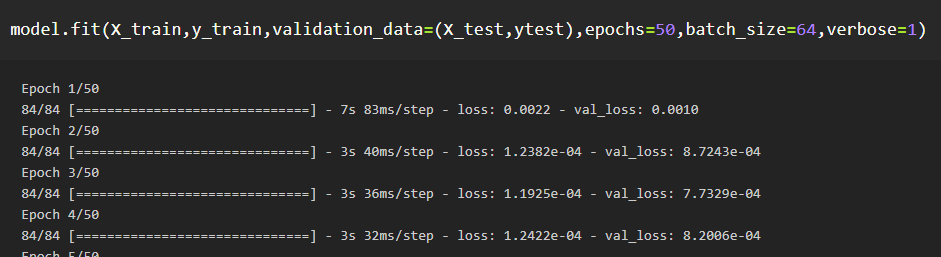 model.fit(X_train,y_train,validation_data=(X_test,ytest),epochs=50,batch_size=64,verbose=1)
Epoch 1/50
84/84 [==============================] - 7s 83ms/step - loss: 0.0022 - val_loss: 0.0010
Epoch 2/50
84/84 [==============================] - 3s 40ms/step - loss: 1.2382e-04 - val_loss: 8.7243e-04
Epoch 3/50
84/84 [==============================] - 3s 36ms/step - loss: 1.1925e-04 - val_loss: 7.7329e-04
Epoch 4/50
84/84 [==============================] - 3s 32ms/step - loss: 1.2422e-04 - val_loss: 8.2006e-04
Epoch 5/50